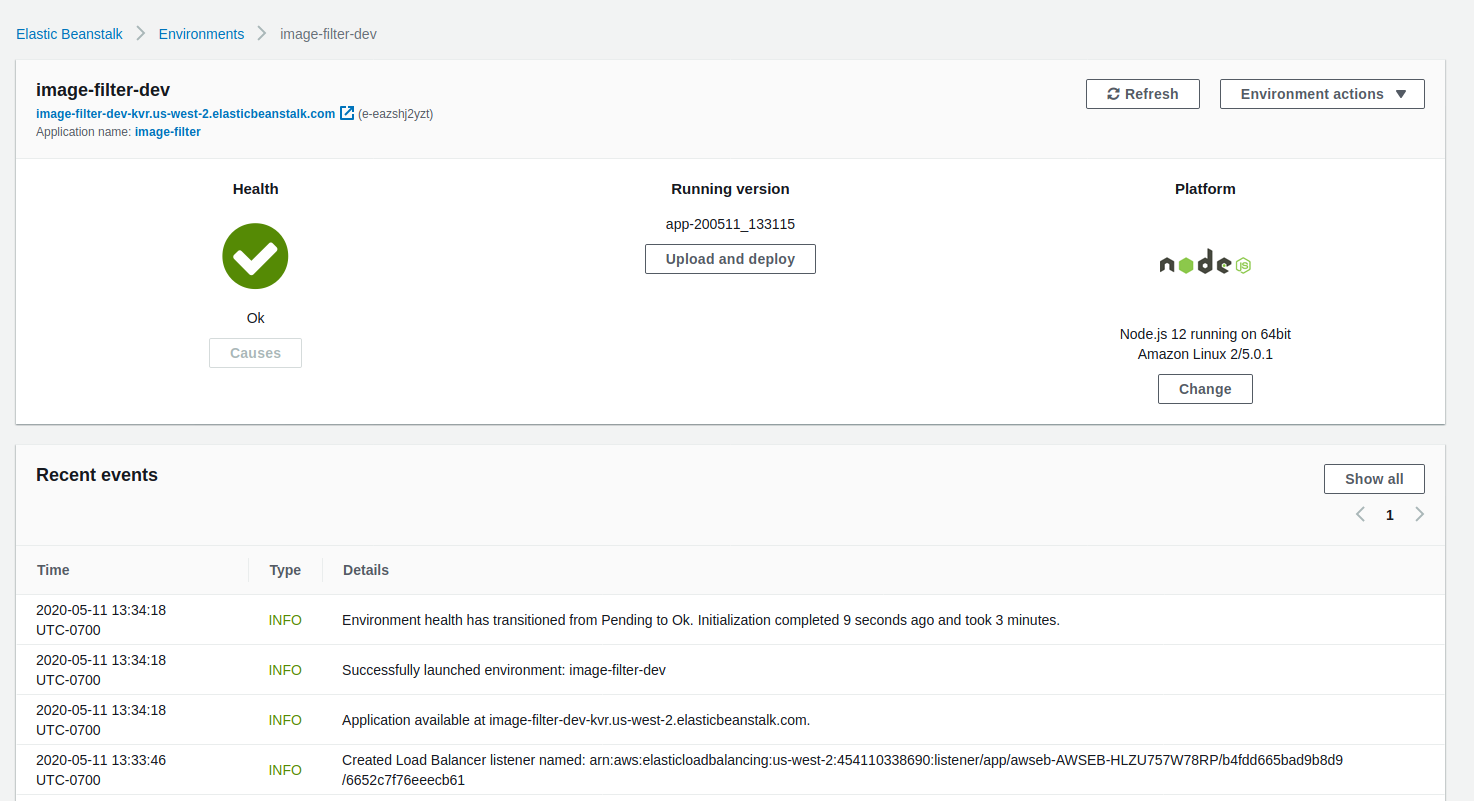 Elastic Beanstalk > Environments > image-filter-dev
image-filter-dev
Refresh
Environment actions
image-filter-dev-kvr.us-west-2.elasticbeanstalk.com (e-eazshj2yzt)
Application name: image-filter
Health
Running version
Platform
app-200511_133115
Upload and deploy
node JS
Ok
Causes
Node.js 12 running on 64bit
Amazon Linux 2/5.0.1
Change
Recent events
Show all
1
Time Type Details
2020-05-11 13:34:18
UTC-0700
INFO
Environment health has transitioned from Pending to Ok. Initialization completed 9 seconds ago and took 3 minutes.
2020-05-11 13:34:18
UTC-0700
INFO
Successfully launched environment: image-filter-dev
2020-05-11 13:34:18
UTC-0700
INFO
Application available at image-filter-dev-kvr.us-west-2.elasticbeanstalk.com.
2020-05-11 13:33:46
UTC-0700
INFO
Created Load Balancer listener named: arn:aws:elasticloadbalancing:us-west-2:454110338690:listener/app/awseb-AWSEB-HLZU757W78RP/b4fdd665bad9b8d9
/6652c7f76eeecb61